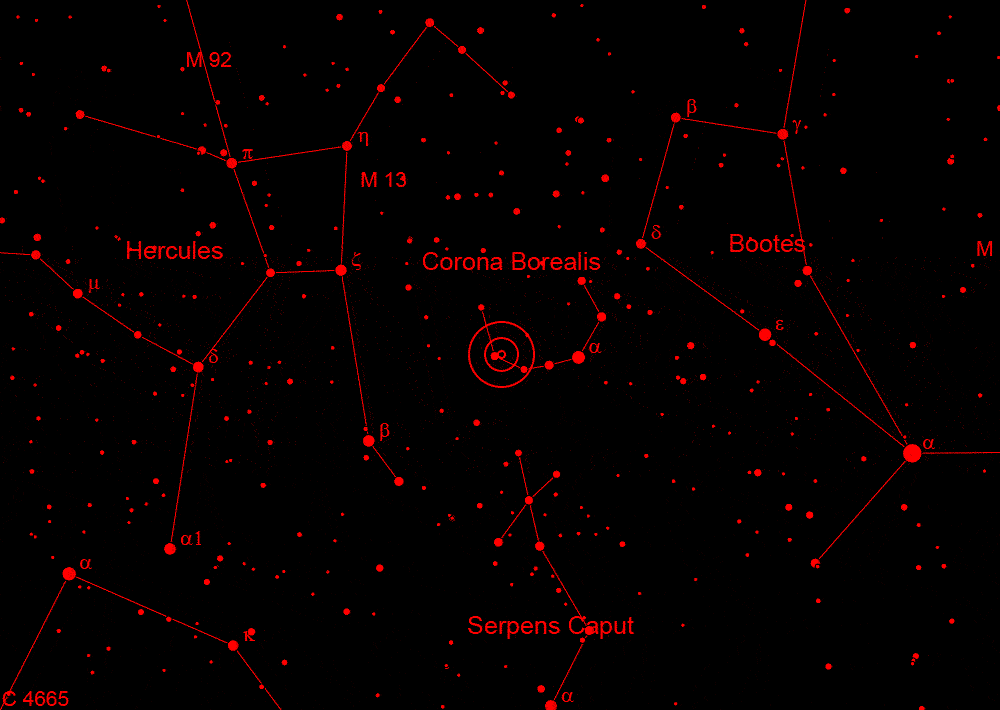 M 92
β
γ
η
π
M 13
δ
Bootes
Hercules
M
ζ
Corona Borealis
μ
ε
α
δ
β
α
α1
α
Serpens Caput
κ
α
C 4665